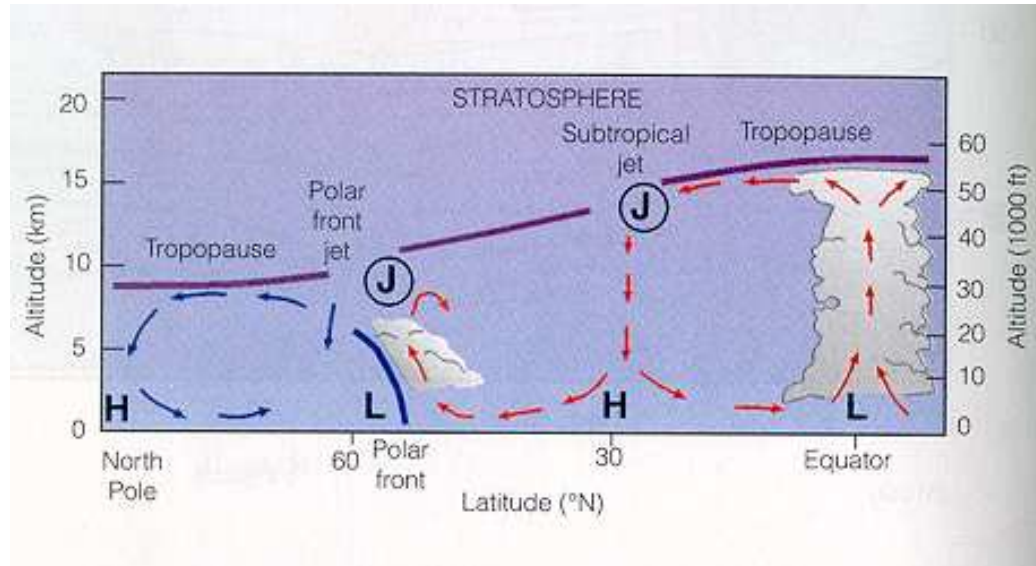 STRATOSPHERE
Subtropical
jet
Tropopause
Polar
front
jet
Tropopause
J
J
H
L
H
L
20
15
10
5
0
Altitude (km)
60
50
40
30
20
10
0
Altitude (1000 ft)
North
Pole
60
Polar
front
30
Equator
Latitude (°N)